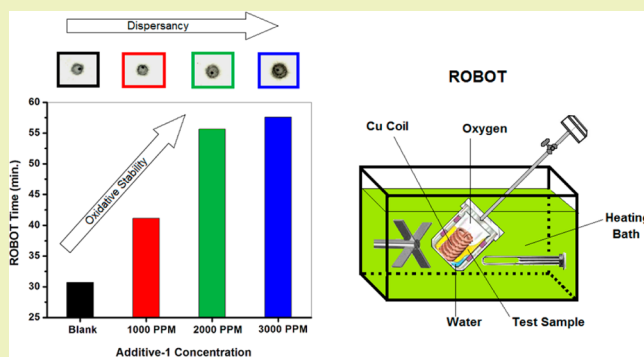 Dispersancy
60
55
50
45
40
35
30
25
ROBOT Time (min.)
Oxidative Stability
Blank 1000 PPM 2000 PPM 3000 PPM
Additive-1 Concentration
ROBOT
Cu Coil
Oxygen
Heating
Bath
Water
Test Sample